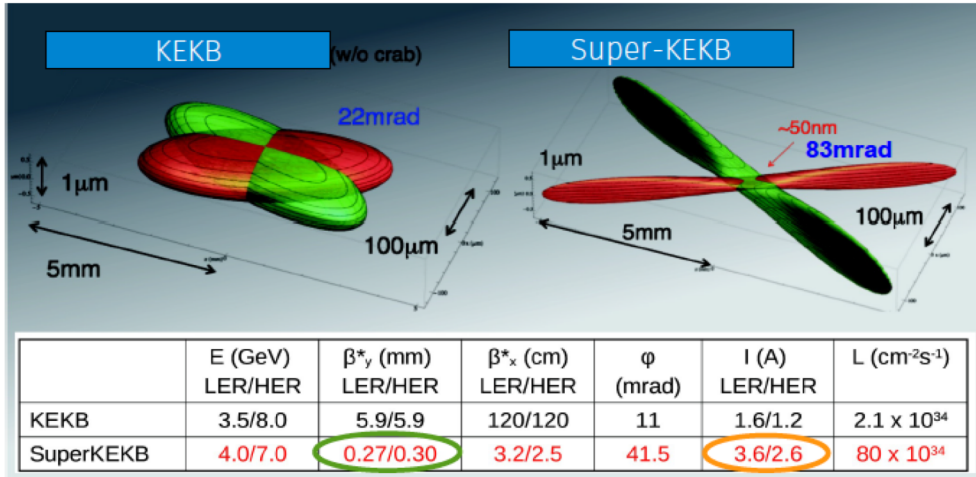 KEKB
(w/o crab)
Super-KEKB
22mrad
~50nm
83mrad
1μm
1μm
100μm
5mm
100μm
5mm
E (GeV) LER/HER
β*y (mm) LER/HER
β*x (cm) LER/HER
φ (mrad)
I (A) LER/HER
L (cm-2s-1)
KEKB 3.5/8.0 5.9/5.9 120/120 11 1.6/1.2 2.1 x 10³⁴
SuperKEKB 4.0/7.0 0.27/0.30 3.2/2.5 41.5 3.6/2.6 80 x 10³⁴